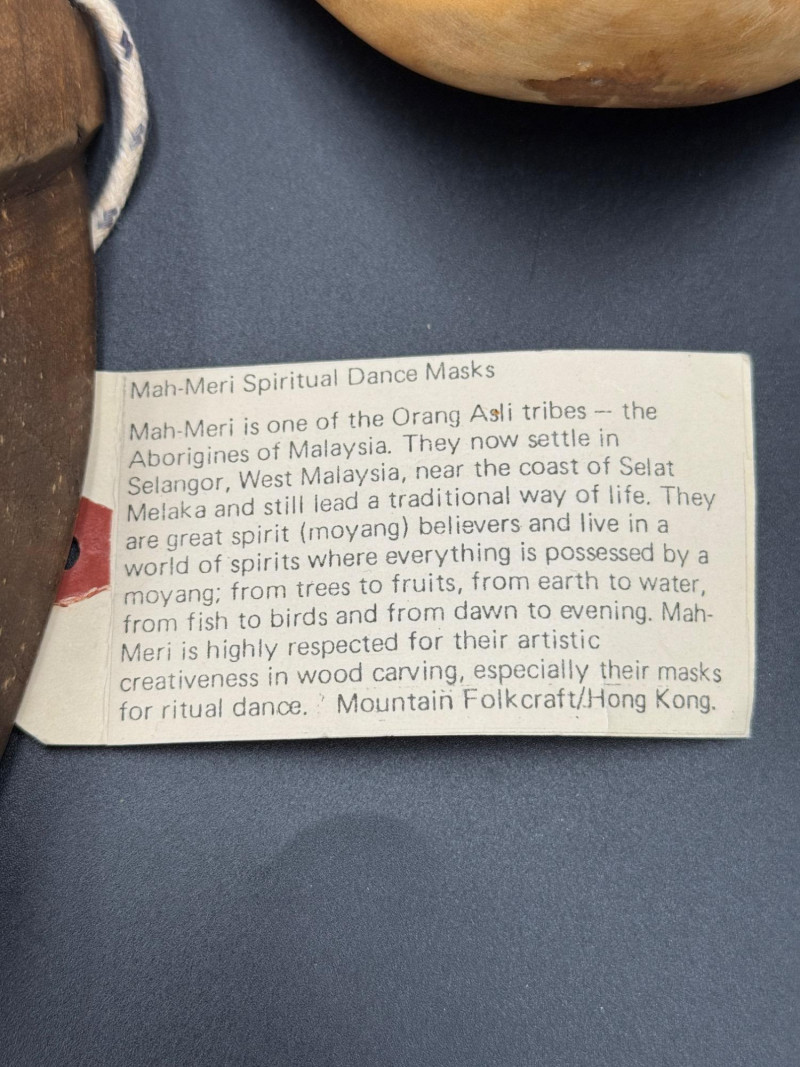 Mah-Meri Spiritual Dance Masks
Mah-Meri is one of the Orang Asli tribes — the
Aborigines of Malaysia. They now settle in
Selangor, West Malaysia, near the coast of Selat
Melaka and still lead a traditional way of life. They
are great spirit (moyang) believers and live in a
world of spirits where everything is possessed by a
moyang; from trees to fruits, from earth to water,
from fish to birds and from dawn to evening. Mah-
Meri is highly respected for their artistic
creativeness in wood carving, especially their masks
for ritual dance. Mountain Folkcraft/Hong Kong.